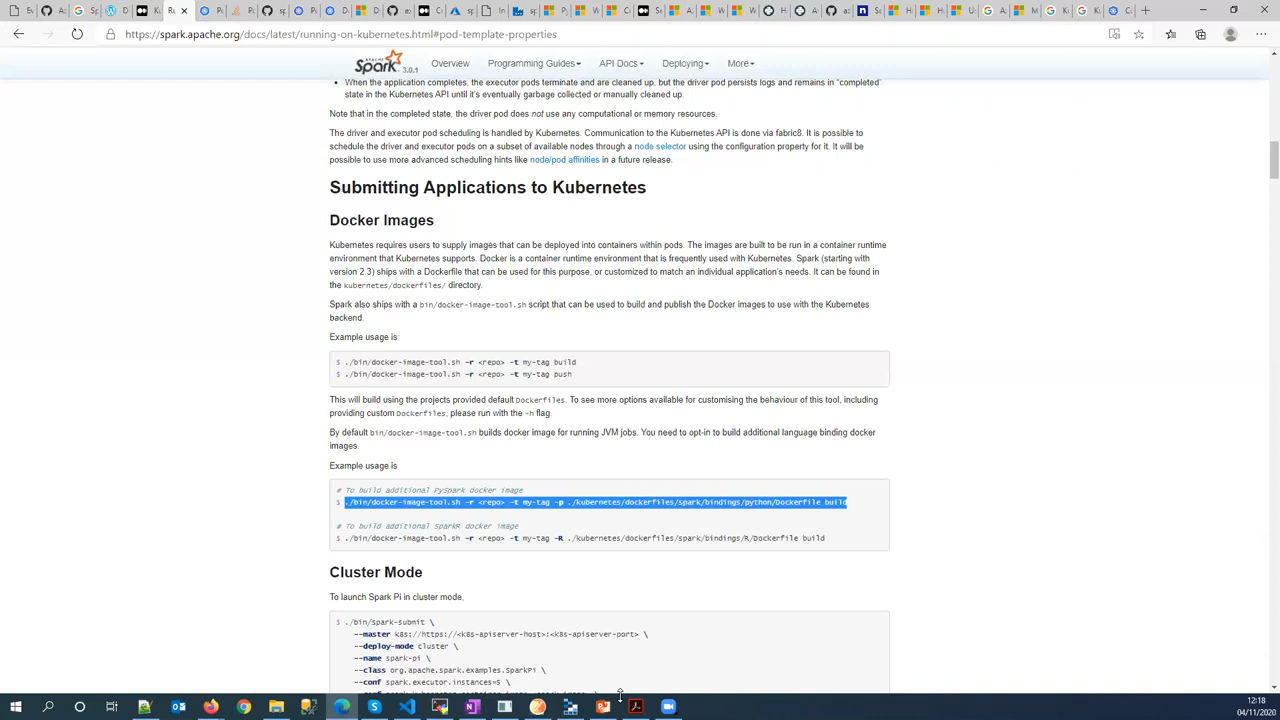 https://spark.apache.org/docs/latest/running-on-kubernetes.html#pod-template-properties
Spark 3.0.1 Overview Programming Guides API Docs Deploying More
When the application completes, the executor pods terminate and are cleaned up, but the driver pod persists logs and remains in “completed”
state in the Kubernetes API until it's eventually garbage collected or manually cleaned up.
Note that in the completed state, the driver pod does not use any computational or memory resources.
The driver and executor pod scheduling is handled by Kubernetes. Communication to the Kubernetes API is done via fabric8. It is possible to
schedule the driver and executor pods on a subset of available nodes through a node selector using the configuration property for it. It will be
possible to use more advanced scheduling hints like node/pod affinities in a future release.
Submitting Applications to Kubernetes
Docker Images
Kubernetes requires users to supply images that can be deployed into containers within pods. The images are built to be run in a container runtime
environment that Kubernetes supports. Docker is a container runtime environment that is frequently used with Kubernetes. Spark (starting with
version 2.3) ships with a Dockerfile that can be used for this purpose, or customized to match an individual application's needs. It can be found in
the kubernetes/dockerfiles/ directory.
Spark also ships with a bin/docker-image-tool.sh script that can be used to build and publish the Docker images to use with the Kubernetes
backend.
Example usage is:
$ ./bin/docker-image-tool.sh -r <repo> -t my-tag build
$ ./bin/docker-image-tool.sh -r <repo> -t my-tag push
This will build using the projects provided default Dockerfiles. To see more options available for customising the behaviour of this tool, including
providing custom Dockerfiles, please run with the -h flag.
By default bin/docker-image-tool.sh builds docker image for running JVM jobs. You need to opt-in to build additional language binding docker
images.
Example usage is
# To build additional PySpark docker image
$ ./bin/docker-image-tool.sh -r <repo> -t my-tag -p ./kubernetes/dockerfiles/spark/bindings/python/Dockerfile build
# To build additional SparkR docker image
$ ./bin/docker-image-tool.sh -r <repo> -t my-tag -R ./kubernetes/dockerfiles/spark/bindings/R/Dockerfile build
Cluster Mode
To launch Spark Pi in cluster mode,
$ ./bin/spark-submit \
--master k8s://https://<k8s-apiserver-host>:<k8s-apiserver-port> \
--deploy-mode cluster \
--name spark-pi \
--class org.apache.spark.examples.SparkPi \
--conf spark.executor.instances=5 \
12:18
04/11/2020